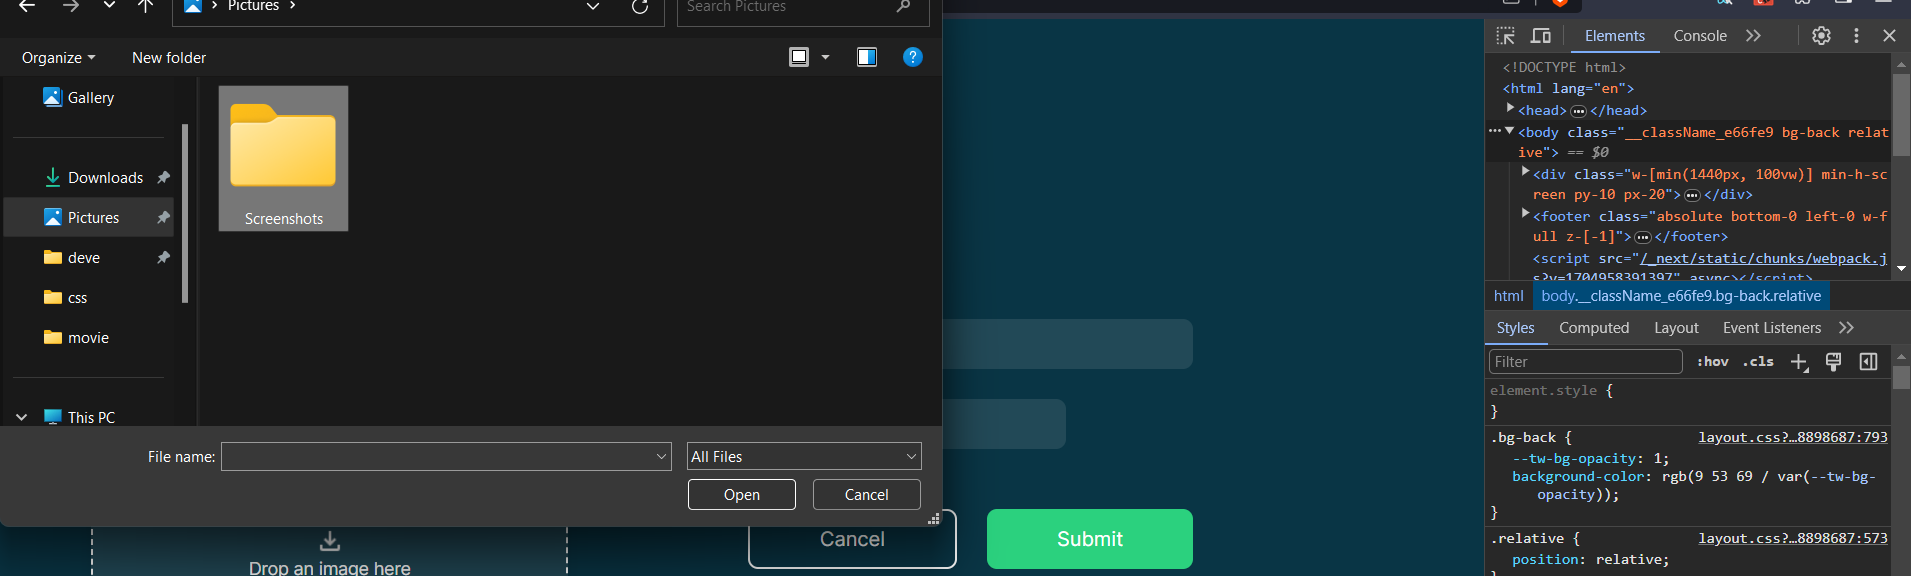 Pictures
Search Pictures
Organize
New folder
Gallery
Downloads
Pictures
deve
css
movie
This PC
Screenshots
File name:
All Files
Open
Cancel
Drop an image here
Cancel
Submit
Elements
Console
<!DOCTYPE html>
<html lang="en">
<head>…</head>
<body class="__className_e66fe9 bg-back relat
ive"> == $0
<div class="w-[min(1440px, 100vw)] min-h-sc
reen py-10 px-20">…</div>
<footer class="absolute bottom-0 left-0 w-f
ull z-[-1]">…</footer>
<script src="/_next/static/chunks/webpack.j
s?v=1704958391397" async></script>
html body.__className_e66fe9.bg-back.relative
Styles
Computed
Layout
Event Listeners
Filter
:hov .cls
element.style {
}
.bg-back { layout.css?…8898687:793
--tw-bg-opacity: 1;
background-color: rgb(9 53 69 / var(--tw-bg-
opacity));
}
.relative { layout.css?…8898687:573
position: relative;
}